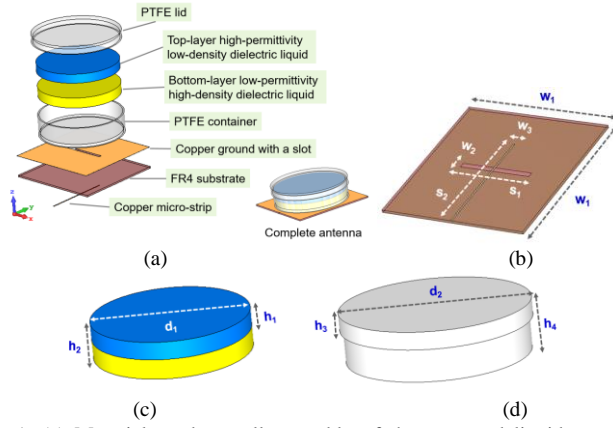 PTFE lid
Top-layer high-permittivity
low-density dielectric liquid
Bottom-layer low-permittivity
high-density dielectric liquid
PTFE container
Copper ground with a slot
FR4 substrate
Copper micro-strip
z
y
x
Complete antenna
(a)
w1
w3
w2
s2
s1
w1
(b)
d1
h1
h2
(c)
d2
h3
h4
(d)